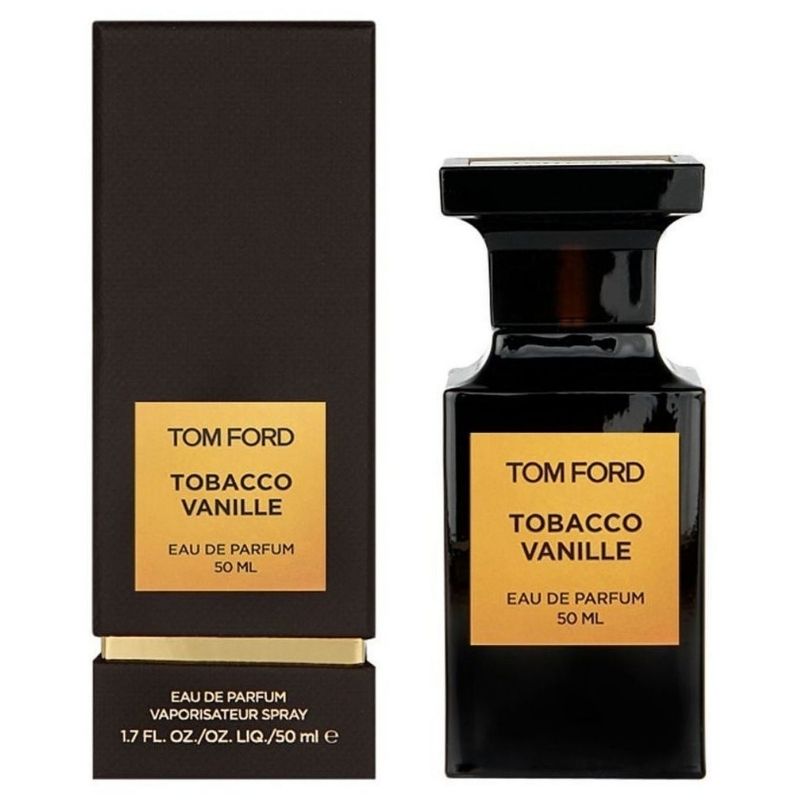 TOM FORD
TOBACCO
VANILLE
EAU DE PARFUM
50 ML
EAU DE PARFUM
VAPORISATEUR SPRAY
1.7 FL. OZ./OZ. LIQ./50 ml e
TOM FORD
TOBACCO
VANILLE
EAU DE PARFUM
50 ML